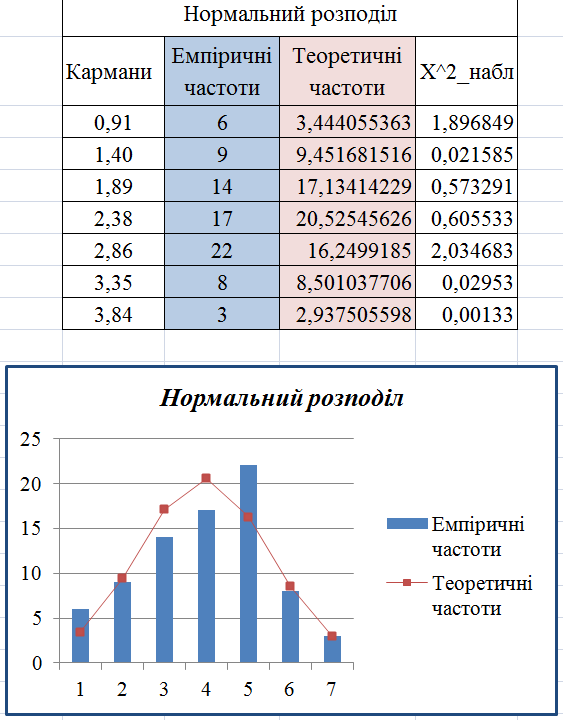 Нормальний розподіл
Кармани Емпіричні частоти Теоретичні частоти X^2_набл
0,91 6 3,444055363 1,896849
1,40 9 9,451681516 0,021585
1,89 14 17,13414229 0,573291
2,38 17 20,52545626 0,605533
2,86 22 16,2499185 2,034683
3,35 8 8,501037706 0,02953
3,84 3 2,937505598 0,00133
Нормальний розподіл
25
20
15
10
5
0
1 2 3 4 5 6 7
Емпіричні
частоти
Теоретичні
частоти